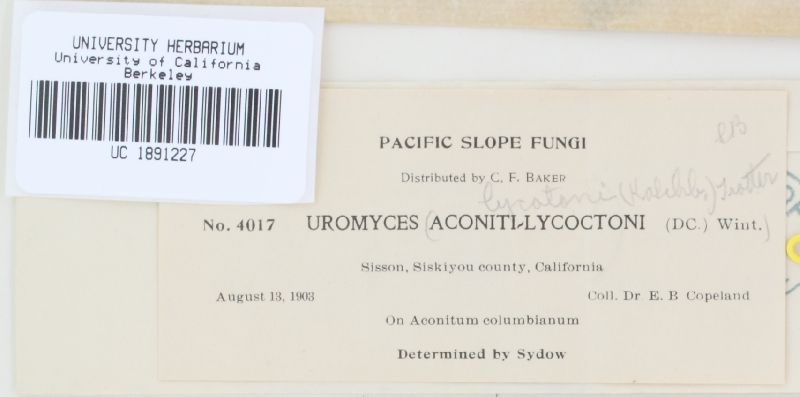 UNIVERSITY HERBARIUM
University of California
Berkeley
UC 1891227
PACIFIC SLOPE FUNGI
Distributed by C. F. BAKER
lycotoni (Kalchbr.) Trotter
No. 4017 UROMYCES (ACONITI-LYCOCTONI (DC.) Wint.)
Sisson, Siskiyou county, California
August 13, 1903 Coll. Dr. E. B Copeland
On Aconitum columbianum
Determined by Sydow